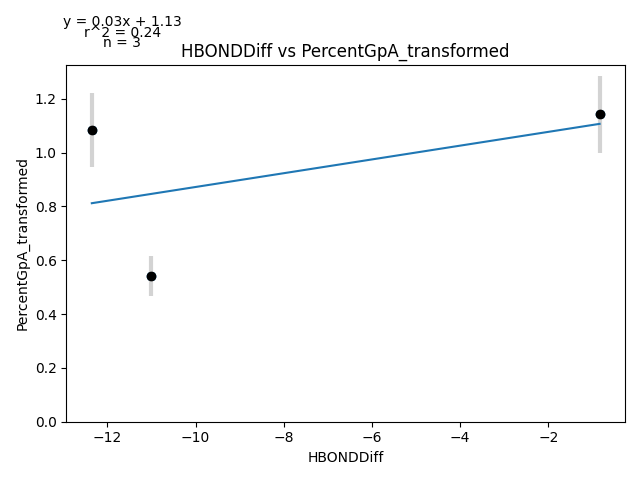 y = 0.03x + 1.13
r^2 = 0.24
n = 3
HBONDDiff vs PercentGpA_transformed
PercentGpA_transformed
1.2
1.0
0.8
0.6
0.4
0.2
0.0
−12
−10
−8
−6
−4
−2
HBONDDiff